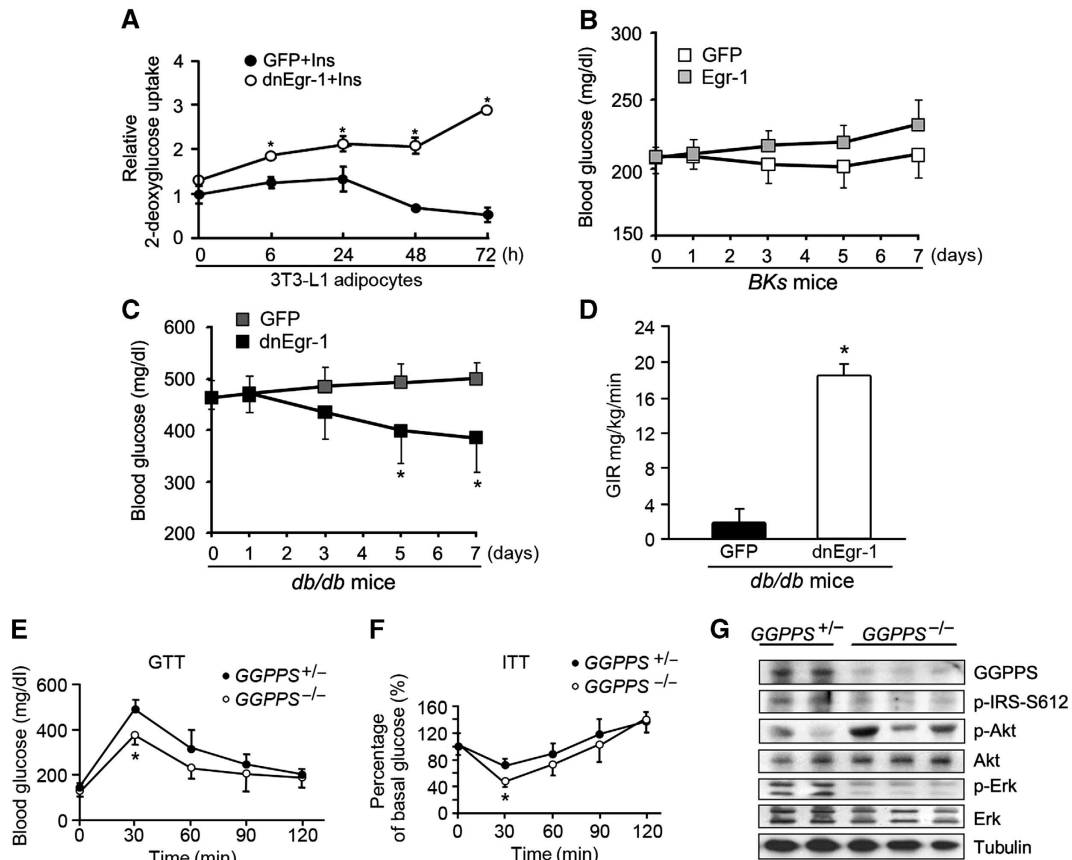 A
GFP+Ins
dnEgr-1+Ins
Relative
2-deoxyglucose uptake
4
3
2
1
0
* * * *
0 6 24 48 72 (h)
3T3-L1 adipocytes
B
GFP
Egr-1
Blood glucose (mg/dl)
300
250
200
150
0 1 2 3 4 5 6 7 (days)
BKs mice
C
GFP
dnEgr-1
Blood glucose (mg/dl)
600
500
400
300
200
* *
0 1 2 3 4 5 6 7 (days)
db/db mice
D
GIR mg/kg/min
24
20
16
12
8
4
0
*
GFP dnEgr-1
db/db mice
E
GTT
GGPPS+/–
GGPPS–/–
Blood glucose (mg/dl)
600
400
200
0
*
0 30 60 90 120
Time (min)
F
ITT
GGPPS +/–
GGPPS –/–
Percentage
of basal glucose (%)
160
120
80
40
0
*
0 30 60 90 120
Time (min)
G
GGPPS +/– GGPPS –/–
GGPPS
p-IRS-S612
p-Akt
Akt
p-Erk
Erk
Tubulin